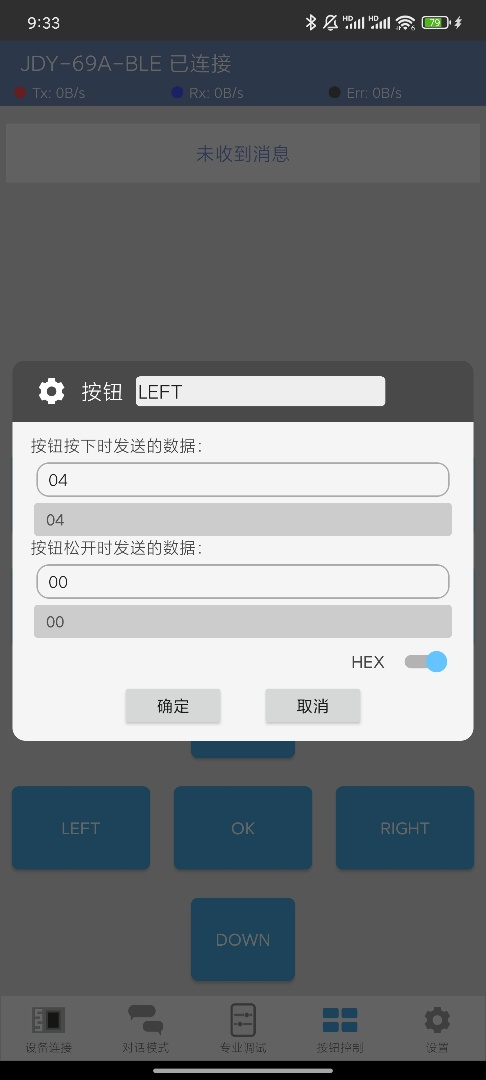 9:33
HD HD 79
JDY-69A-BLE 已连接
Tx: 0B/s Rx: 0B/s Err: 0B/s
未收到消息
按钮 LEFT
按钮按下时发送的数据:
04
04
按钮松开时发送的数据:
00
00
HEX
确定 取消
LEFT OK RIGHT
DOWN
设备连接 对话模式 专业调试 按钮控制 设置